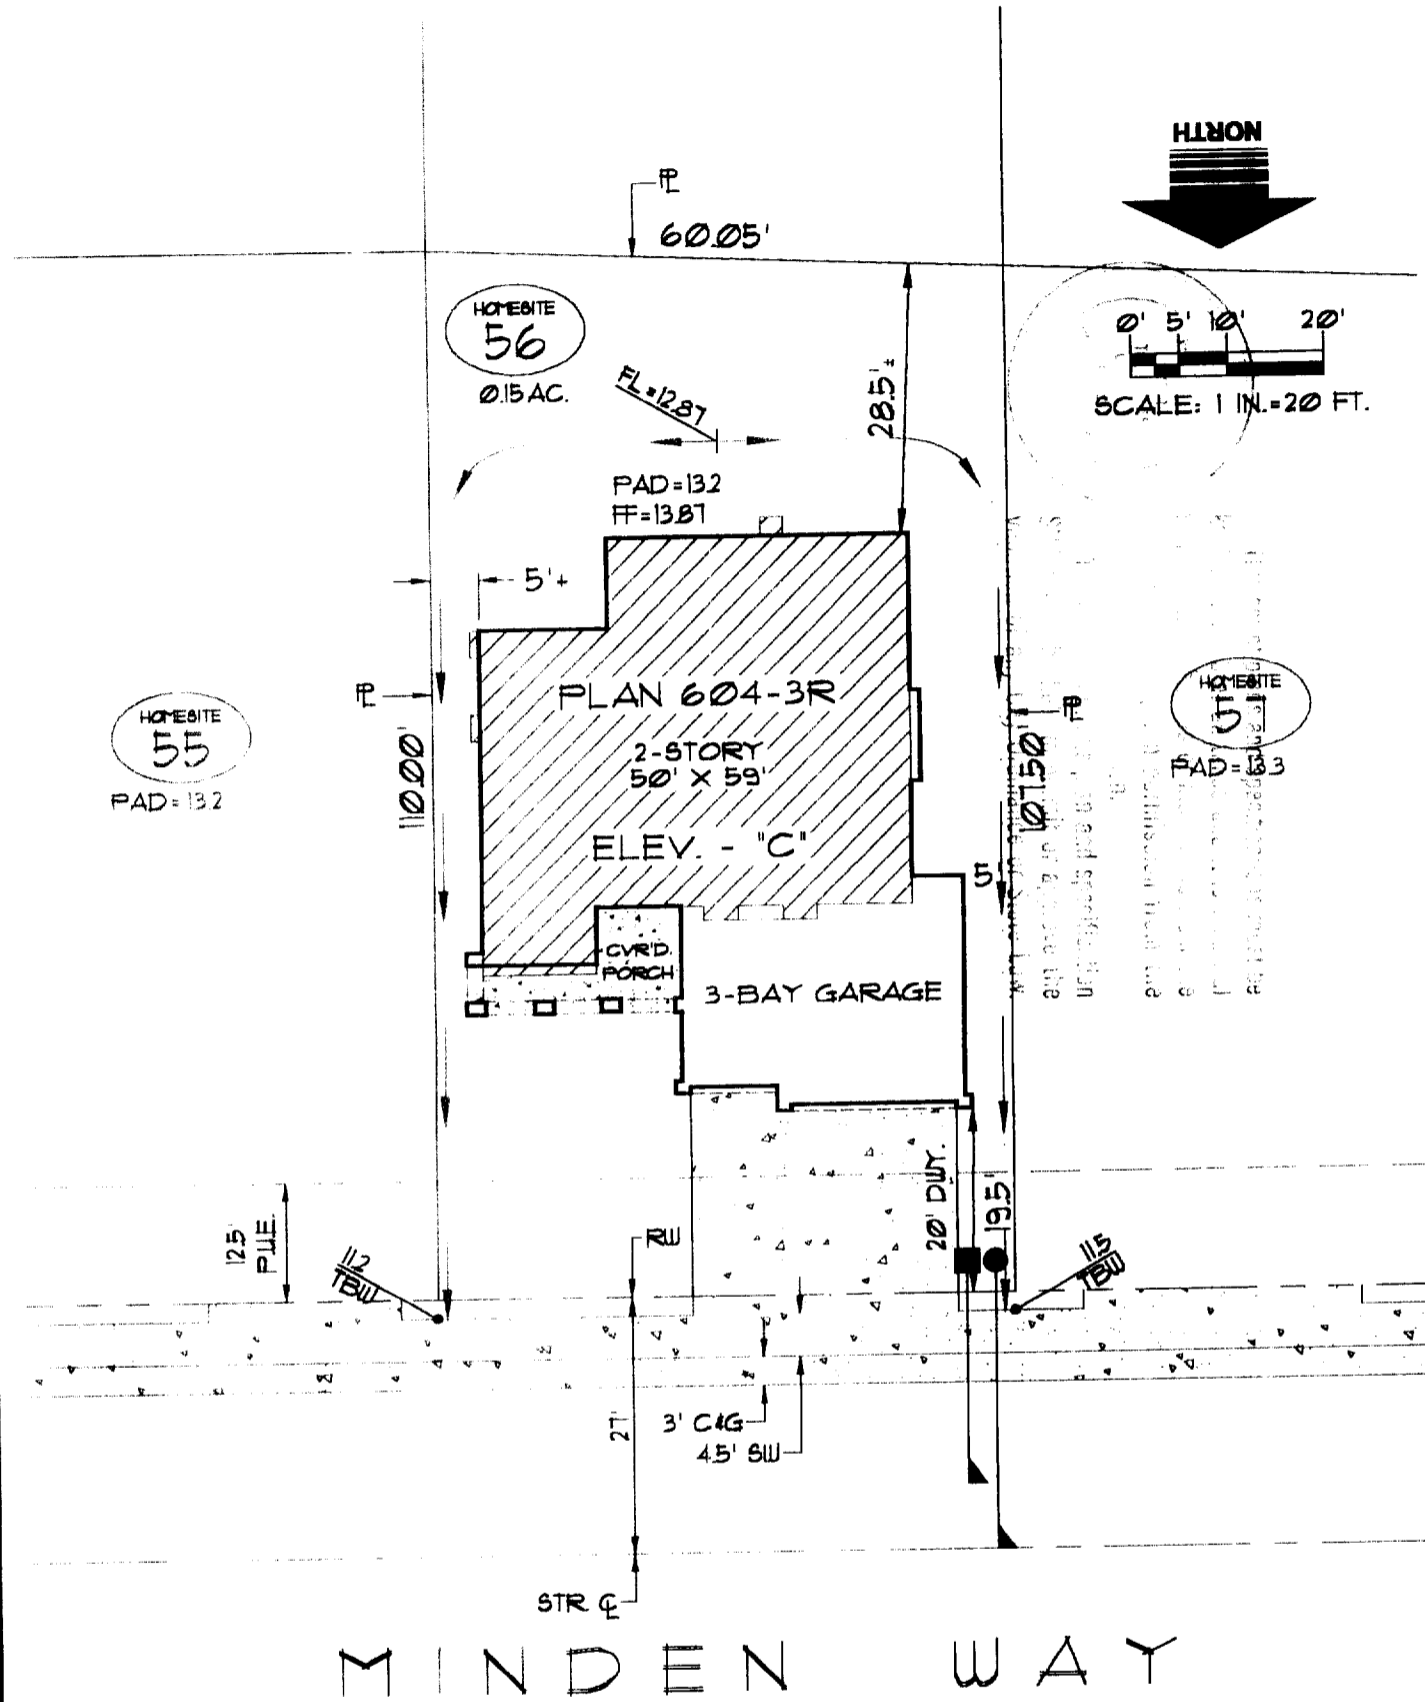 NORTH
PL
60.05'
HOMESITE
56
0.15 AC.
0' 5' 10' 20'
SCALE: 1 IN.=20 FT.
FL=12.87
28.5'±
PAD=13.2
FF=13.87
5'+
PL
PL
HOMESITE
55
PAD=13.2
HOMESITE
57
PAD=13.3
110.00'
107.50'
PLAN 604-3R
2-STORY
50' X 59'
ELEV. - "C"
5'
CVR'D.
PORCH
3-BAY GARAGE
20' DWY.
19.5'
12.5'
P.U.E.
R/W
11.2
TBW
11.5
TBW
27'
3' C&G
4.5' SW
STR CL
MINDEN WAY